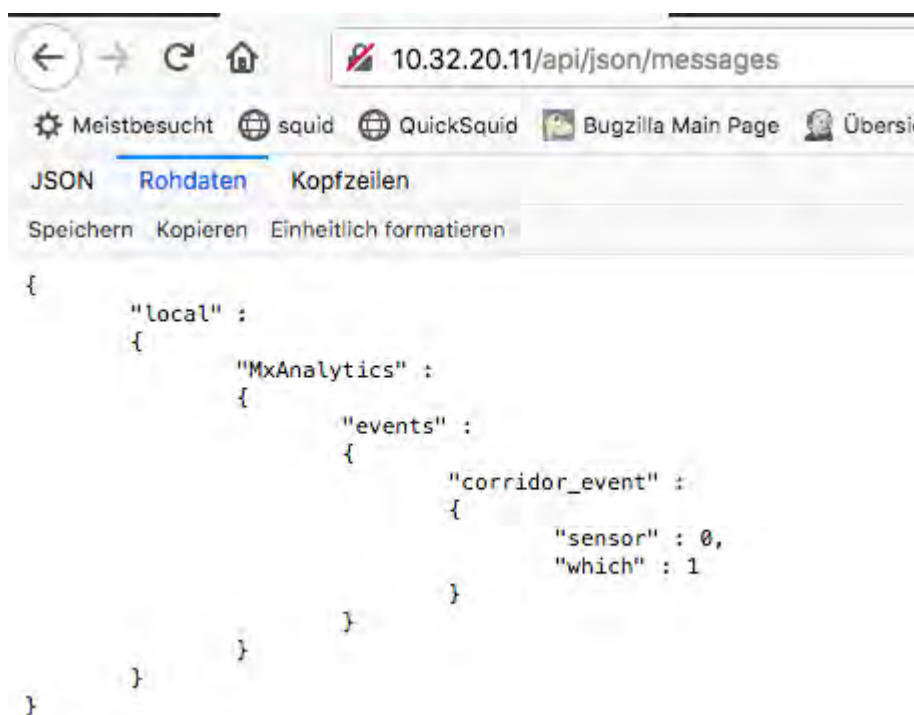 10.32.20.11/api/json/messages
Meistbesucht squid QuickSquid Bugzilla Main Page Übersi
JSON Rohdaten Kopfzeilen
Speichern Kopieren Einheitlich formatieren
{
"local" :
{
"MxAnalytics" :
{
"events" :
{
"corridor_event" :
{
"sensor" : 0,
"which" : 1
}
}
}
}
}